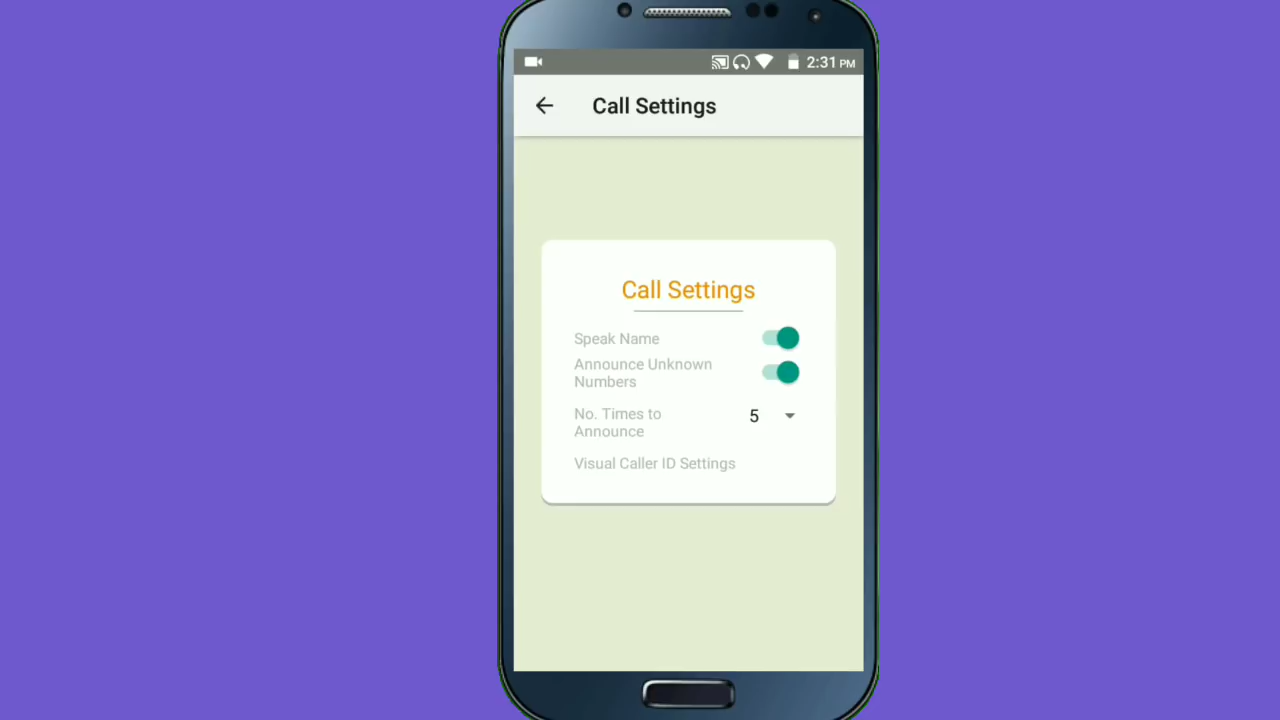 2:31 PM
Call Settings
Call Settings
Speak Name
Announce Unknown
Numbers
No. Times to
Announce
5
Visual Caller ID Settings